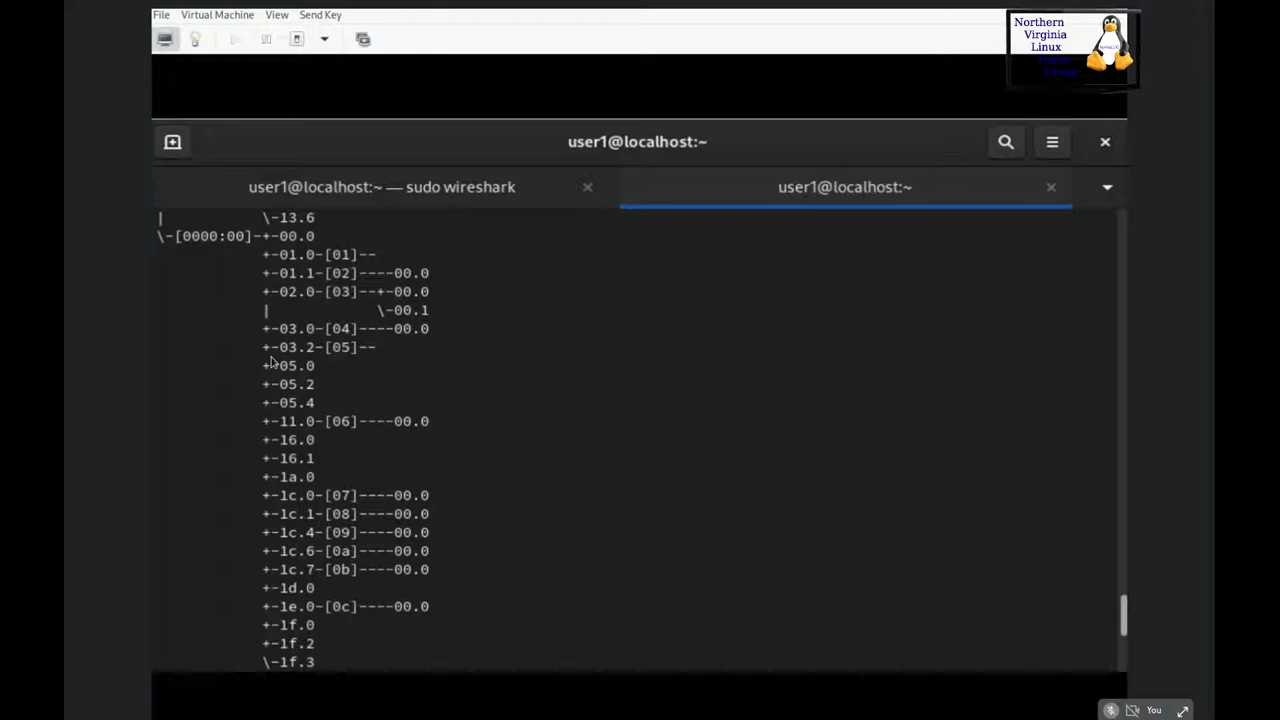 File Virtual Machine View Send Key
Northern
Virginia
Linux
Users
Group
user1@localhost:~
user1@localhost:~ — sudo wireshark
user1@localhost:~
| \-13.6
\-[0000:00]-+-00.0
+-01.0-[01]--
+-01.1-[02]----00.0
+-02.0-[03]--+-00.0
| \-00.1
+-03.0-[04]----00.0
+-03.2-[05]--
+-05.0
+-05.2
+-05.4
+-11.0-[06]----00.0
+-16.0
+-16.1
+-1a.0
+-1c.0-[07]----00.0
+-1c.1-[08]----00.0
+-1c.4-[09]----00.0
+-1c.6-[0a]----00.0
+-1c.7-[0b]----00.0
+-1d.0
+-1e.0-[0c]----00.0
+-1f.0
+-1f.2
\-1f.3
You